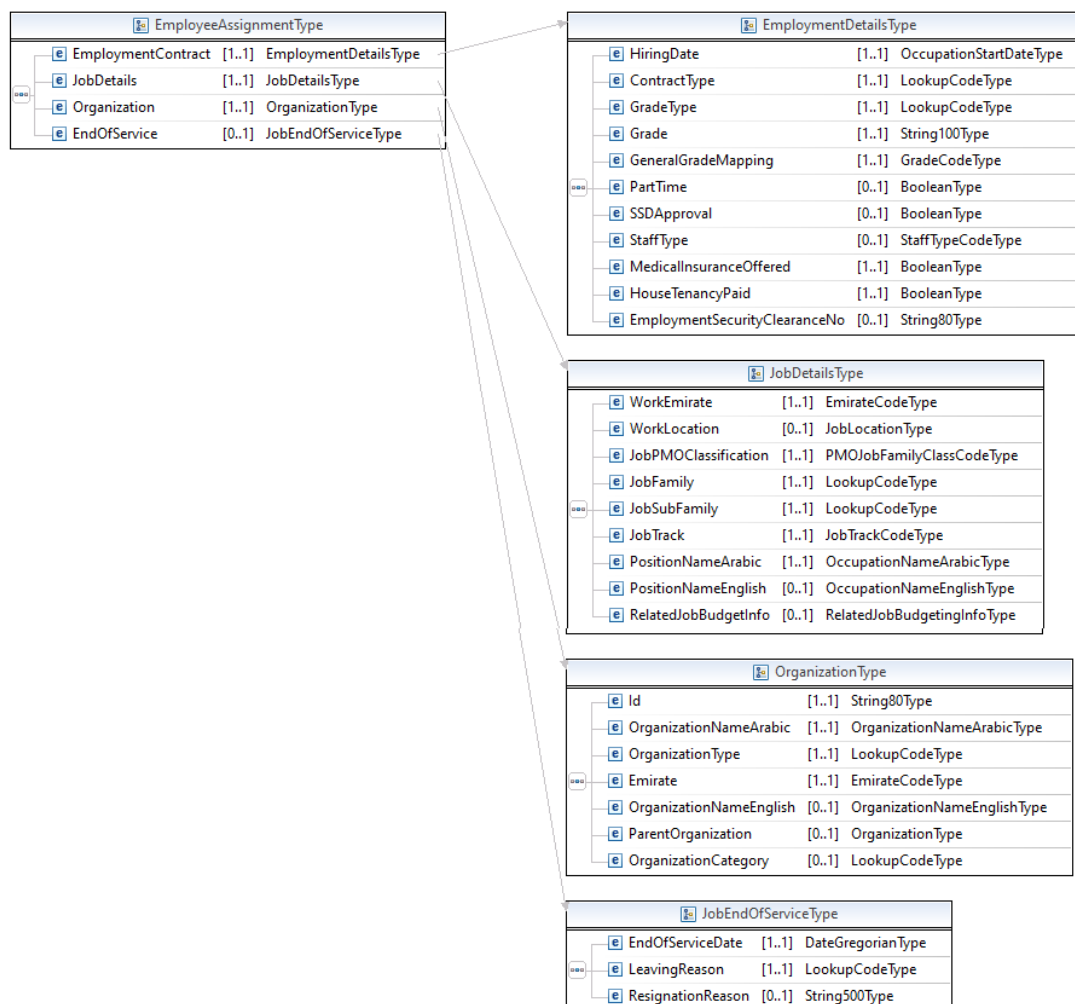 EmployeeAssignmentType
EmploymentContract [1..1] EmploymentDetailsType
JobDetails [1..1] JobDetailsType
Organization [1..1] OrganizationType
EndOfService [0..1] JobEndOfServiceType
EmploymentDetailsType
HiringDate [1..1] OccupationStartDateType
ContractType [1..1] LookupCodeType
GradeType [1..1] LookupCodeType
Grade [1..1] String100Type
GeneralGradeMapping [1..1] GradeCodeType
PartTime [0..1] BooleanType
SSDApproval [0..1] BooleanType
StaffType [0..1] StaffTypeCodeType
MedicalInsuranceOffered [1..1] BooleanType
HouseTenancyPaid [1..1] BooleanType
EmploymentSecurityClearanceNo [0..1] String80Type
JobDetailsType
WorkEmirate [1..1] EmirateCodeType
WorkLocation [0..1] JobLocationType
JobPMOClassification [1..1] PMOJobFamilyClassCodeType
JobFamily [1..1] LookupCodeType
JobSubFamily [1..1] LookupCodeType
JobTrack [1..1] JobTrackCodeType
PositionNameArabic [1..1] OccupationNameArabicType
PositionNameEnglish [0..1] OccupationNameEnglishType
RelatedJobBudgetInfo [0..1] RelatedJobBudgetingInfoType
OrganizationType
Id [1..1] String80Type
OrganizationNameArabic [1..1] OrganizationNameArabicType
OrganizationType [1..1] LookupCodeType
Emirate [1..1] EmirateCodeType
OrganizationNameEnglish [0..1] OrganizationNameEnglishType
ParentOrganization [0..1] OrganizationType
OrganizationCategory [0..1] LookupCodeType
JobEndOfServiceType
EndOfServiceDate [1..1] DateGregorianType
LeavingReason [1..1] LookupCodeType
ResignationReason [0..1] String500Type